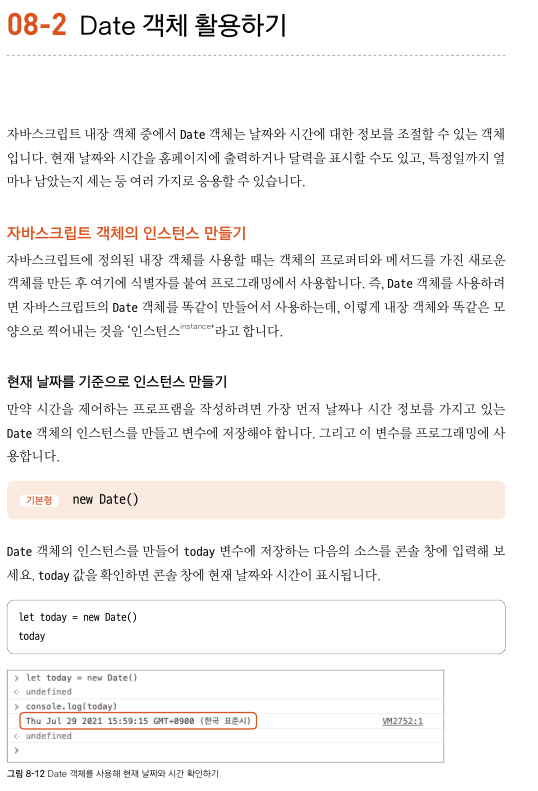 08-2 Date 객체 활용하기
자바스크립트 내장 객체 중에서 Date 객체는 날짜와 시간에 대한 정보를 조절할 수 있는 객체
입니다. 현재 날짜와 시간을 홈페이지에 출력하거나 달력을 표시할 수도 있고, 특정일까지 얼
마나 남았는지 세는 등 여러 가지로 응용할 수 있습니다.
자바스크립트 객체의 인스턴스 만들기
자바스크립트에 정의된 내장 객체를 사용할 때는 객체의 프로퍼티와 메서드를 가진 새로운
객체를 만든 후 여기에 식별자를 붙여 프로그래밍에서 사용합니다. 즉, Date 객체를 사용하려
면 자바스크립트의 Date 객체를 똑같이 만들어서 사용하는데, 이렇게 내장 객체와 똑같은 모
양으로 찍어내는 것을 ‘인스턴스instance’라고 합니다.
현재 날짜를 기준으로 인스턴스 만들기
만약 시간을 제어하는 프로프램을 작성하려면 가장 먼저 날짜나 시간 정보를 가지고 있는
Date 객체의 인스턴스를 만들고 변수에 저장해야 합니다. 그리고 이 변수를 프로그래밍에 사
용합니다.
기본형 new Date()
Date 객체의 인스턴스를 만들어 today 변수에 저장하는 다음의 소스를 콘솔 창에 입력해 보
세요. today 값을 확인하면 콘솔 창에 현재 날짜와 시간이 표시됩니다.
let today = new Date()
today
> let today = new Date()
<· undefined
> console.log(today)
Thu Jul 29 2021 15:59:15 GMT+0900 (한국 표준시) VM2752:1
<· undefined
>
그림 8-12 Date 객체를 사용해 현재 날짜와 시간 확인하기